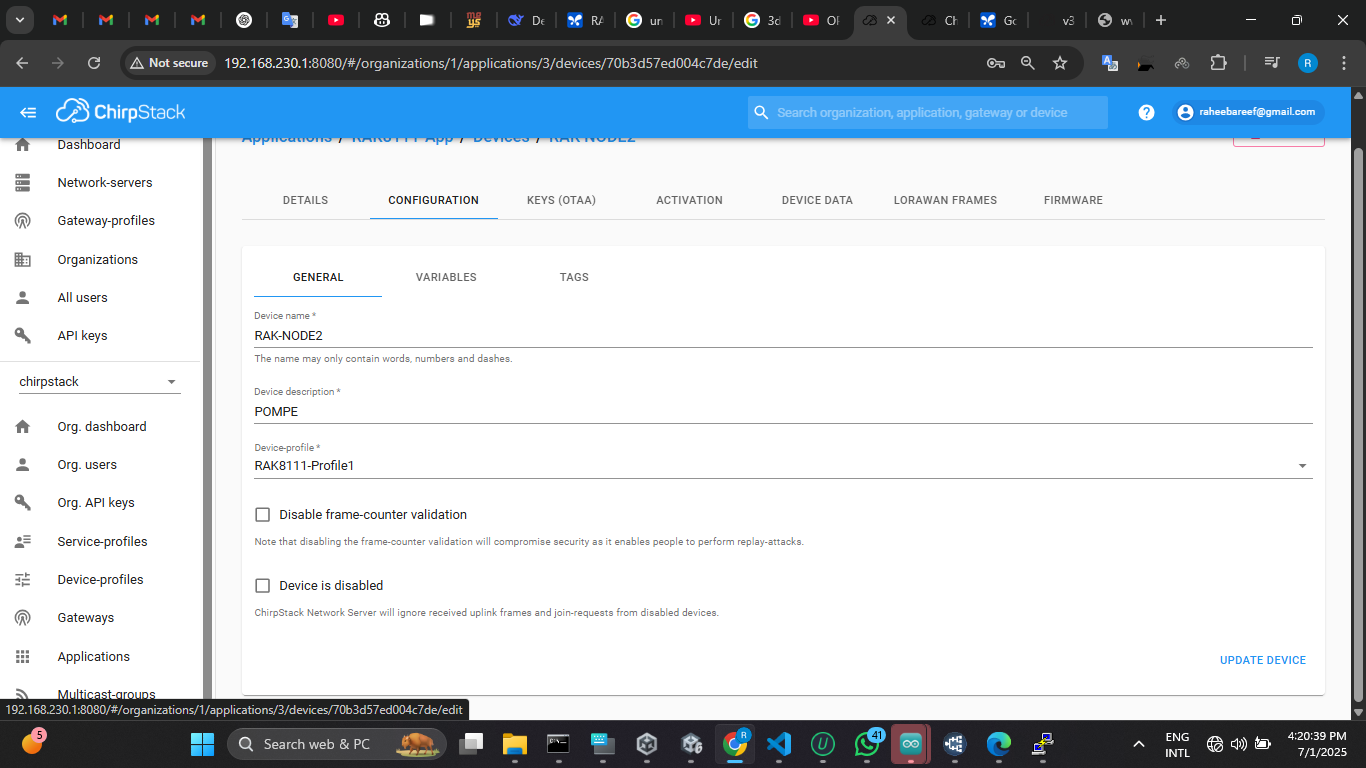 De
RA
ur
Ur
3d
Ch
Gc
v3
Not secure
192.168.230.1:8080/#/organizations/1/applications/3/devices/70b3d57ed004c7de/edit
R
ChirpStack
Search organization, application, gateway or device
?
raheebareef@gmail.com
Applications / RAK8111-App / Devices / RAK-NODE2
Dashboard
Network-servers
Gateway-profiles
Organizations
All users
API keys
chirpstack
Org. dashboard
Org. users
Org. API keys
Service-profiles
Device-profiles
Gateways
Applications
Multicast-groups
DETAILS
CONFIGURATION
KEYS (OTAA)
ACTIVATION
DEVICE DATA
LORAWAN FRAMES
FIRMWARE
GENERAL
VARIABLES
TAGS
Device name *
RAK-NODE2
The name may only contain words, numbers and dashes.
Device description *
POMPE
Device-profile *
RAK8111-Profile1
Disable frame-counter validation
Note that disabling the frame-counter validation will compromise security as it enables people to perform replay-attacks.
Device is disabled
ChirpStack Network Server will ignore received uplink frames and join-requests from disabled devices.
UPDATE DEVICE
192.168.230.1:8080/#/organizations/1/applications/3/devices/70b3d57ed004c7de/edit
5
Search web & PC
R
41
ENG
INTL
4:20:39 PM
7/1/2025